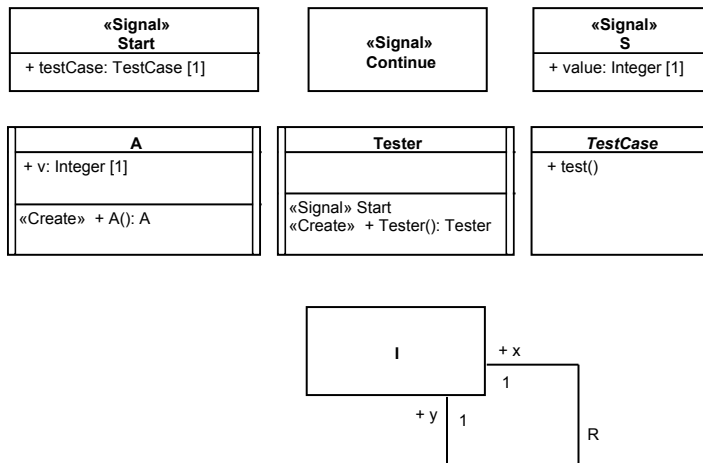 «Signal»
Start
+ testCase: TestCase [1]
«Signal»
Continue
«Signal»
S
+ value: Integer [1]
A
+ v: Integer [1]
«Create» + A(): A
Tester
«Signal» Start
«Create» + Tester(): Tester
TestCase
+ test()
I
+ x
1
+ y
1
R